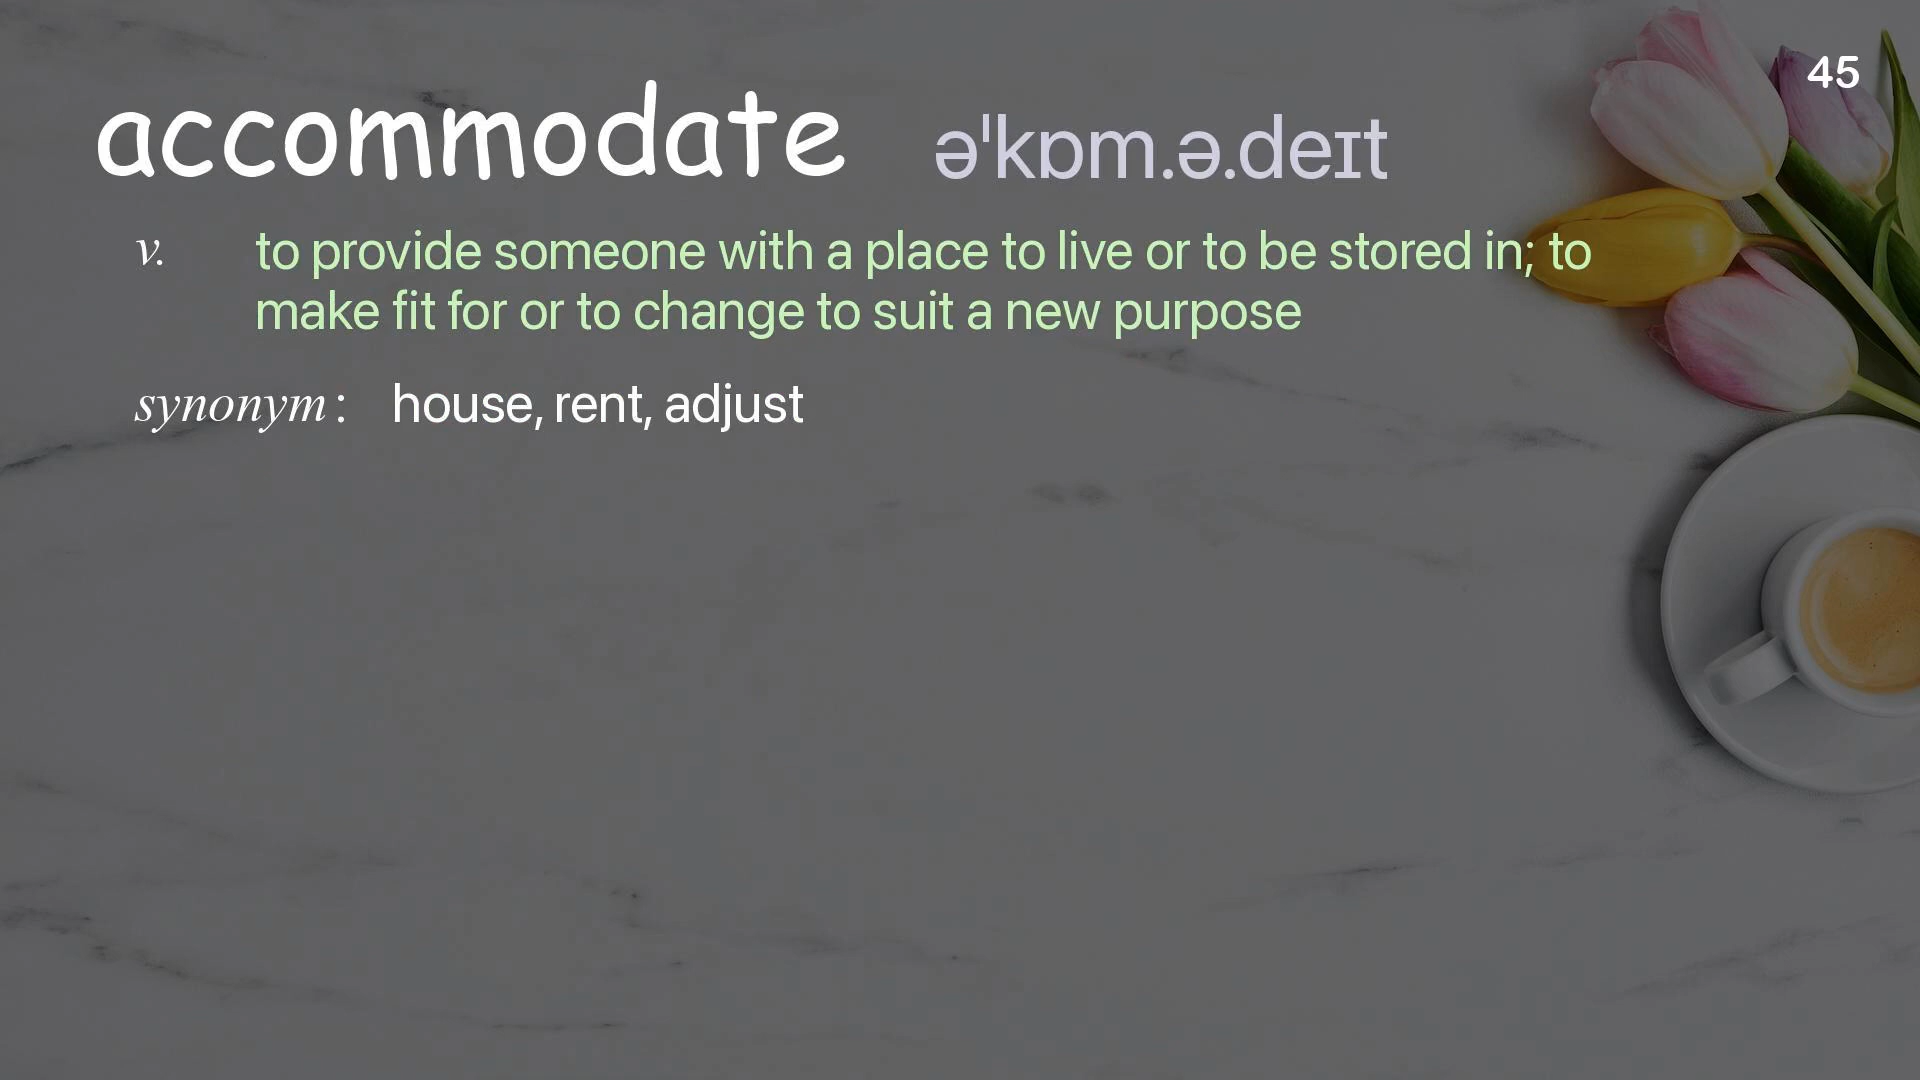 45
accommodate əˈkɒm.ə.deɪt
v. to provide someone with a place to live or to be stored in; to
make fit for or to change to suit a new purpose
synonym : house, rent, adjust